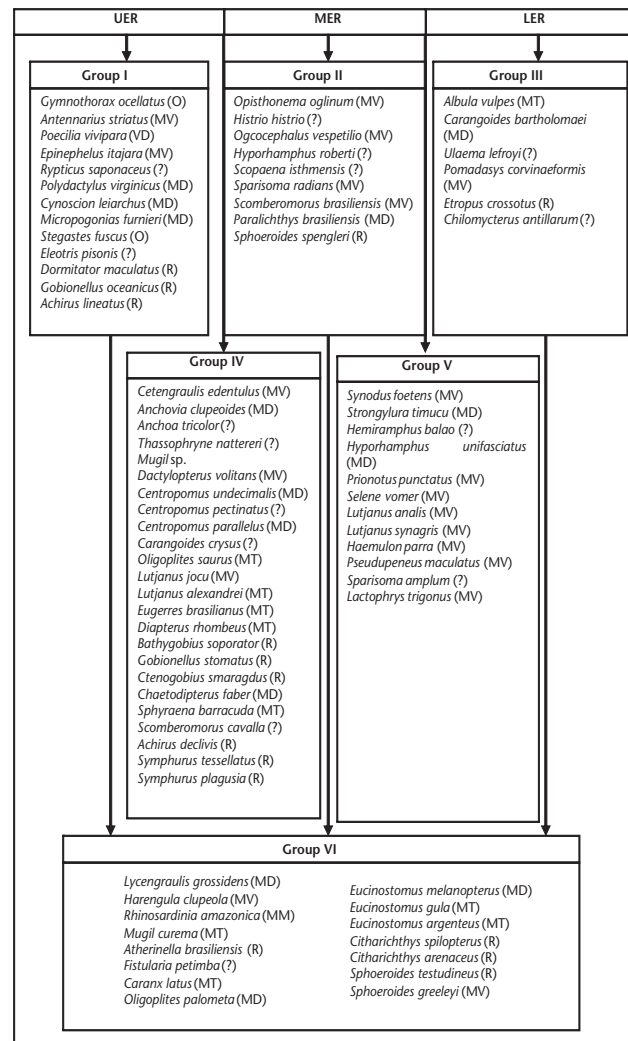 UER MER LER
Group I
Gymnothorax ocellatus (O)
Antennarius striatus (MV)
Poecilia vivipara (VD)
Epinephelus itajara (MV)
Rypticus saponaceus (?)
Polydactylus virginicus (MD)
Cynoscion leiarchus (MD)
Micropogonias furnieri (MD)
Stegastes fuscus (O)
Eleotris pisonis (?)
Dormitator maculatus (R)
Gobionellus oceanicus (R)
Achirus lineatus (R)
Group II
Opisthonema oglinum (MV)
Histrio histrio (?)
Ogcocephalus vespetilio (MV)
Hyporhamphus roberti (?)
Scopaena isthmensis (?)
Sparisoma radians (MV)
Scomberomorus brasiliensis (MV)
Paralichthys brasiliensis (MD)
Sphoeroides spengleri (R)
Group III
Albula vulpes (MT)
Carangoides bartholomaei
(MD)
Ulaema lefroyi (?)
Pomadasys corvinaeformis
(MV)
Etropus crossotus (R)
Chilomycterus antillarum (?)
Group IV
Cetengraulis edentulus (MV)
Anchovia clupeoides (MD)
Anchoa tricolor (?)
Thassophryne nattereri (?)
Mugil sp.
Dactylopterus volitans (MV)
Centropomus undecimalis (MD)
Centropomus pectinatus (?)
Centropomus parallelus (MD)
Carangoides crysus (?)
Oligoplites saurus (MT)
Lutjanus jocu (MV)
Lutjanus alexandrei (MT)
Eugerres brasilianus (MT)
Diapterus rhombeus (MT)
Bathygobius soporator (R)
Gobionellus stomatus (R)
Ctenogobius smaragdus (R)
Chaetodipterus faber (MD)
Sphyraena barracuda (MT)
Scomberomorus cavalla (?)
Achirus declivis (R)
Symphurus tessellatus (R)
Symphurus plagusia (R)
Group V
Synodus foetens (MV)
Strongylura timucu (MD)
Hemiramphus balao (?)
Hyporhamphus unifasciatus
(MD)
Prionotus punctatus (MV)
Selene vomer (MV)
Lutjanus analis (MV)
Lutjanus synagris (MV)
Haemulon parra (MV)
Pseudupeneus maculatus (MV)
Sparisoma amplum (?)
Lactophrys trigonus (MV)
Group VI
Lycengraulis grossidens (MD)
Harengula clupeola (MV)
Rhinosardinia amazonica (MM)
Mugil curema (MT)
Atherinella brasiliensis (R)
Fistularia petimba (?)
Caranx latus (MT)
Oligoplites palometa (MD)
Eucinostomus melanopterus (MD)
Eucinostomus gula (MT)
Eucinostomus argenteus (MT)
Citharichthys spilopterus (R)
Citharichthys arenaceus (R)
Sphoeroides testudineus (R)
Sphoeroides greeleyi (MV)